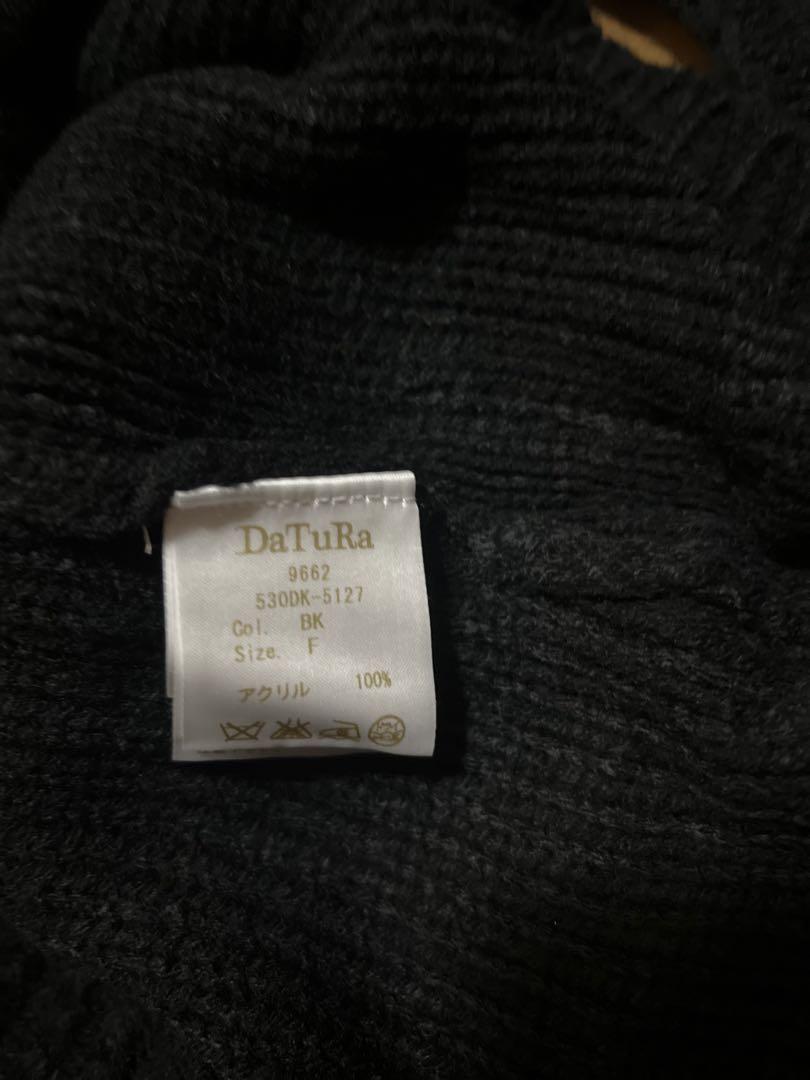 DaTuRa
9662
530DK-5127
Col. BK
Size. F
アクリル 100%